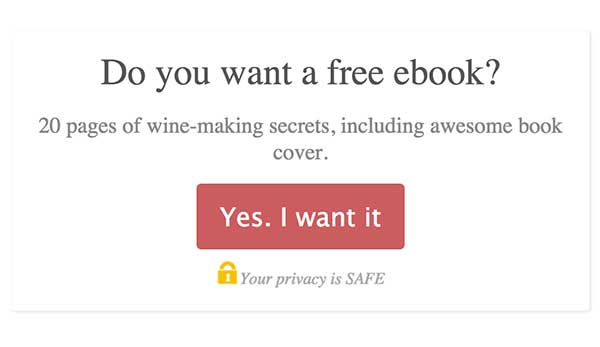 Do you want a free ebook?
20 pages of wine-making secrets, including awesome book
cover.
Yes. I want it
Your privacy is SAFE